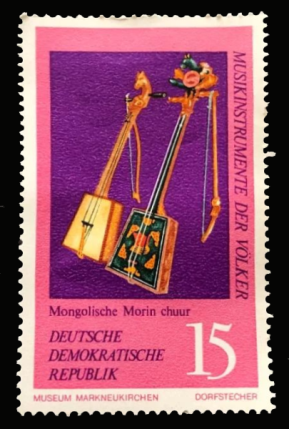 MUSIKINSTRUMENTE DER VÖLKER
Mongolische Morin chuur
DEUTSCHE
DEMOKRATISCHE
REPUBLIK
15
MUSEUM MARKNEUKIRCHEN DORFSTECHER